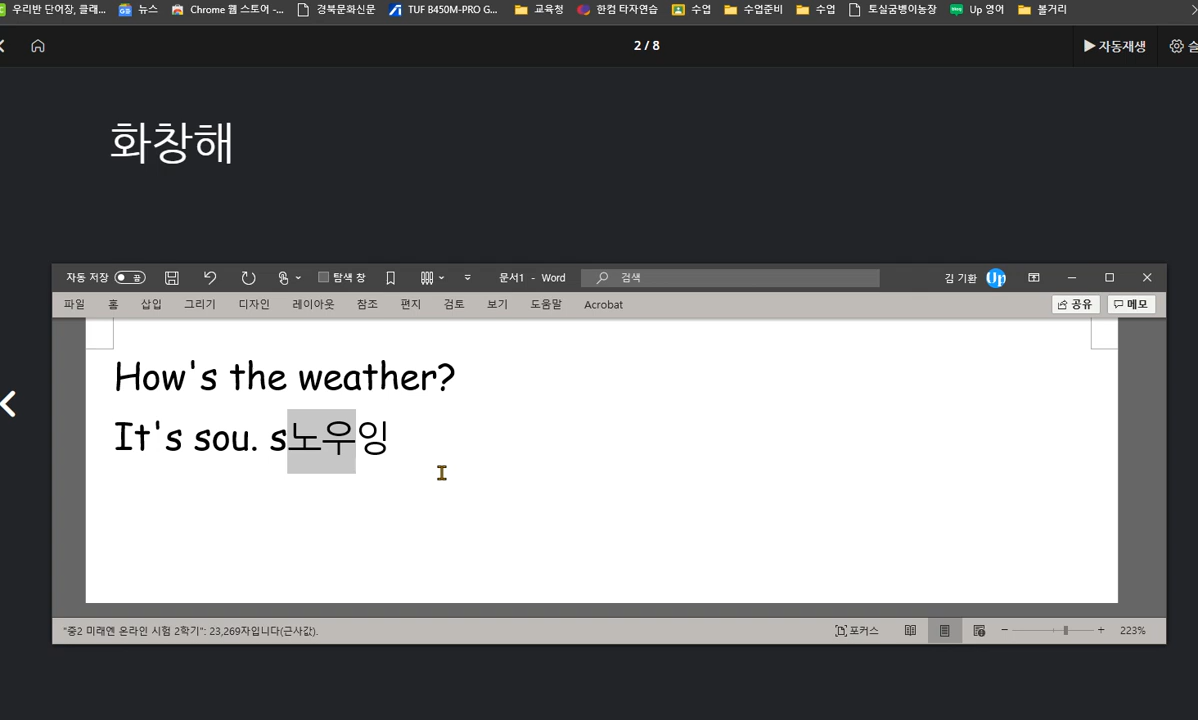 우리반 단어장, 클래...
뉴스
Chrome 웹 스토어 -...
경북문화신문
TUF B450M-PRO G...
교육청
한컴 타자연습
수업
수업준비
수업
토실굼벵이농장
Up 영어
볼거리
2 / 8
자동재생
슬
화창해
자동 저장
끔
탐색 창
문서1 - Word
검색
김 기환
Up
파일 홈 삽입 그리기 디자인 레이아웃 참조 편지 검토 보기 도움말 Acrobat
공유
메모
How's the weather?
It's sou. s노우잉
"중2 미래엔 온라인 시험 2학기": 23,269자입니다(근사값).
포커스
223%